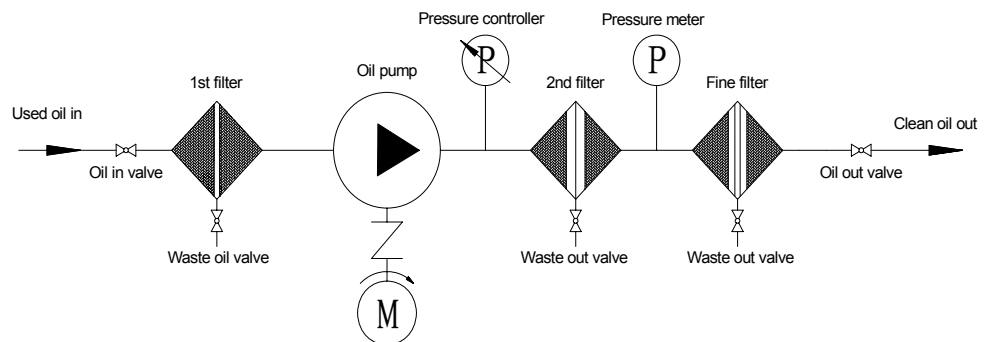 Pressure controller
Pressure meter
P
P
Oil pump
1st filter
2nd filter
Fine filter
Used oil in
Clean oil out
Oil in valve
Oil out valve
Waste oil valve
Waste out valve
Waste out valve
M